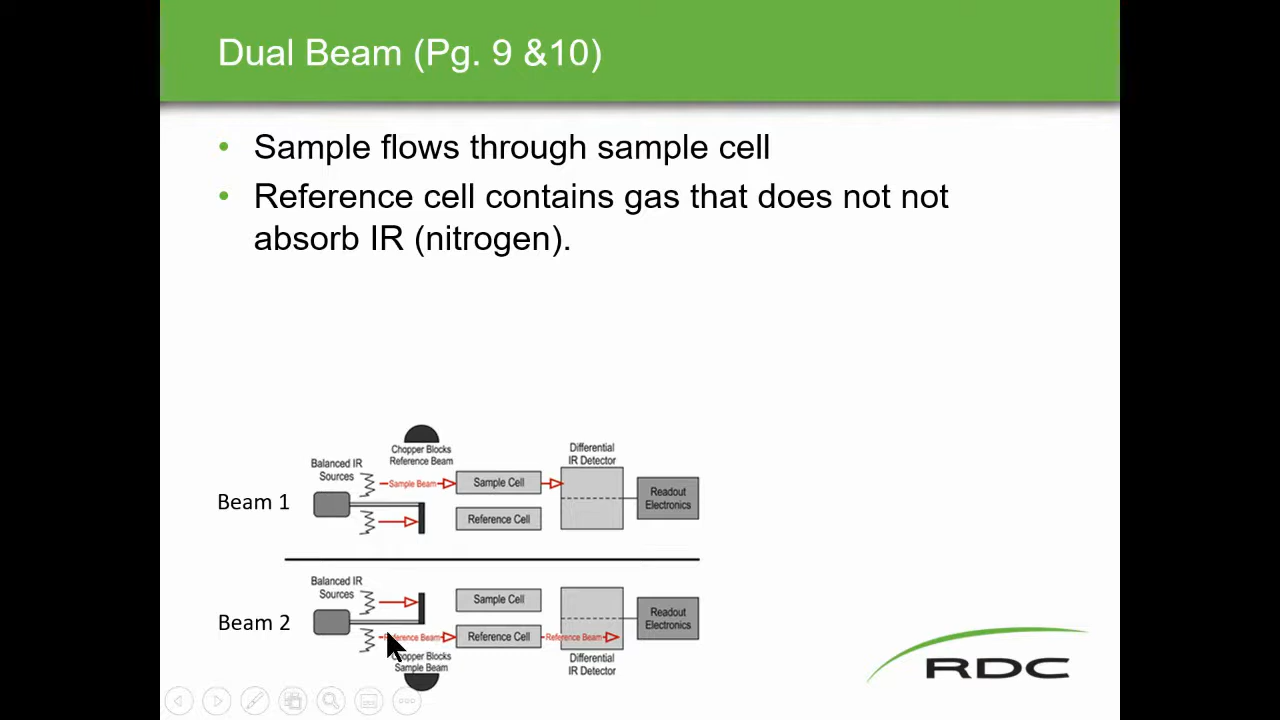 Dual Beam (Pg. 9 &10)
• Sample flows through sample cell
• Reference cell contains gas that does not not
absorb IR (nitrogen).
Chopper Blocks
Reference Beam
Differential
IR Detector
Balanced IR
Sources
Beam 1
Sample Beam
Sample Cell
Reference Cell
Readout
Electronics
Balanced IR
Sources
Beam 2
Sample Cell
Reference Beam
Reference Cell
Reference Beam
Readout
Electronics
Chopper Blocks
Sample Beam
Differential
IR Detector
RDC